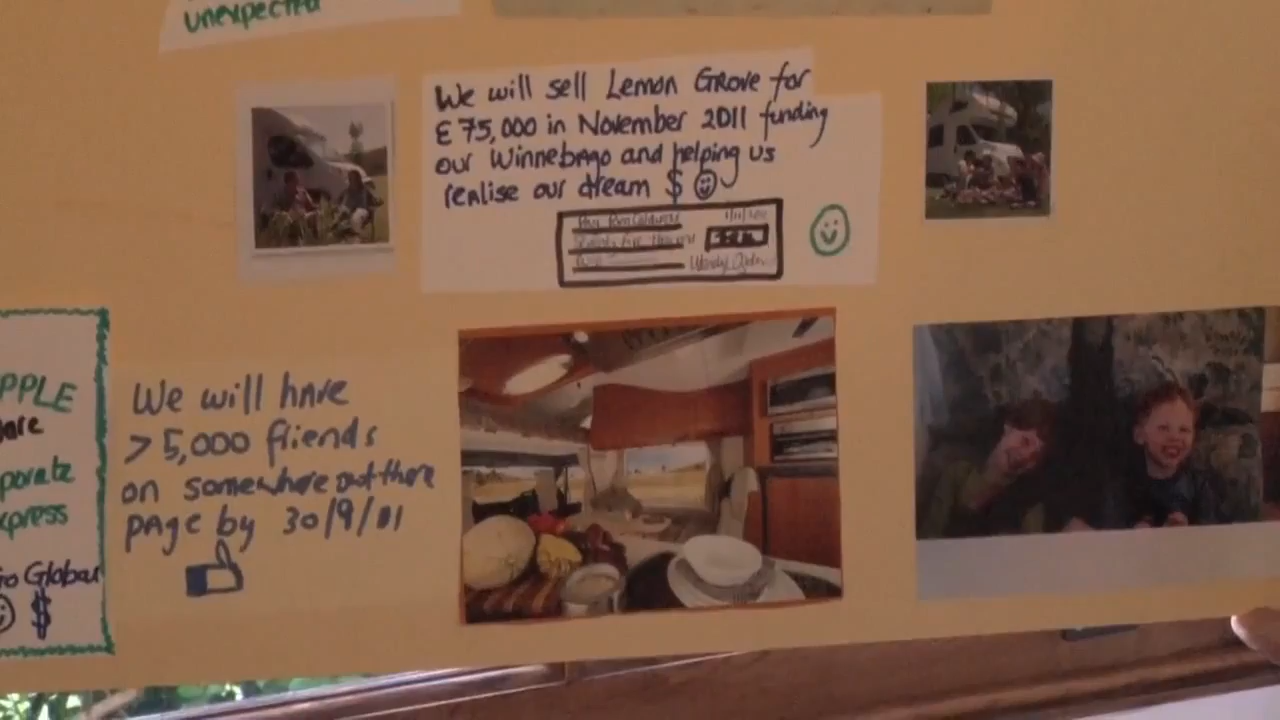 unexpected
We will sell Lemon Grove for
£75,000 in November 2011 funding
our Winnebago and helping us
realise our dream $
We will have
> 5,000 friends
on somewhere out there
page by 30/9/11
PPLE
porate
xpress
Go Global
$